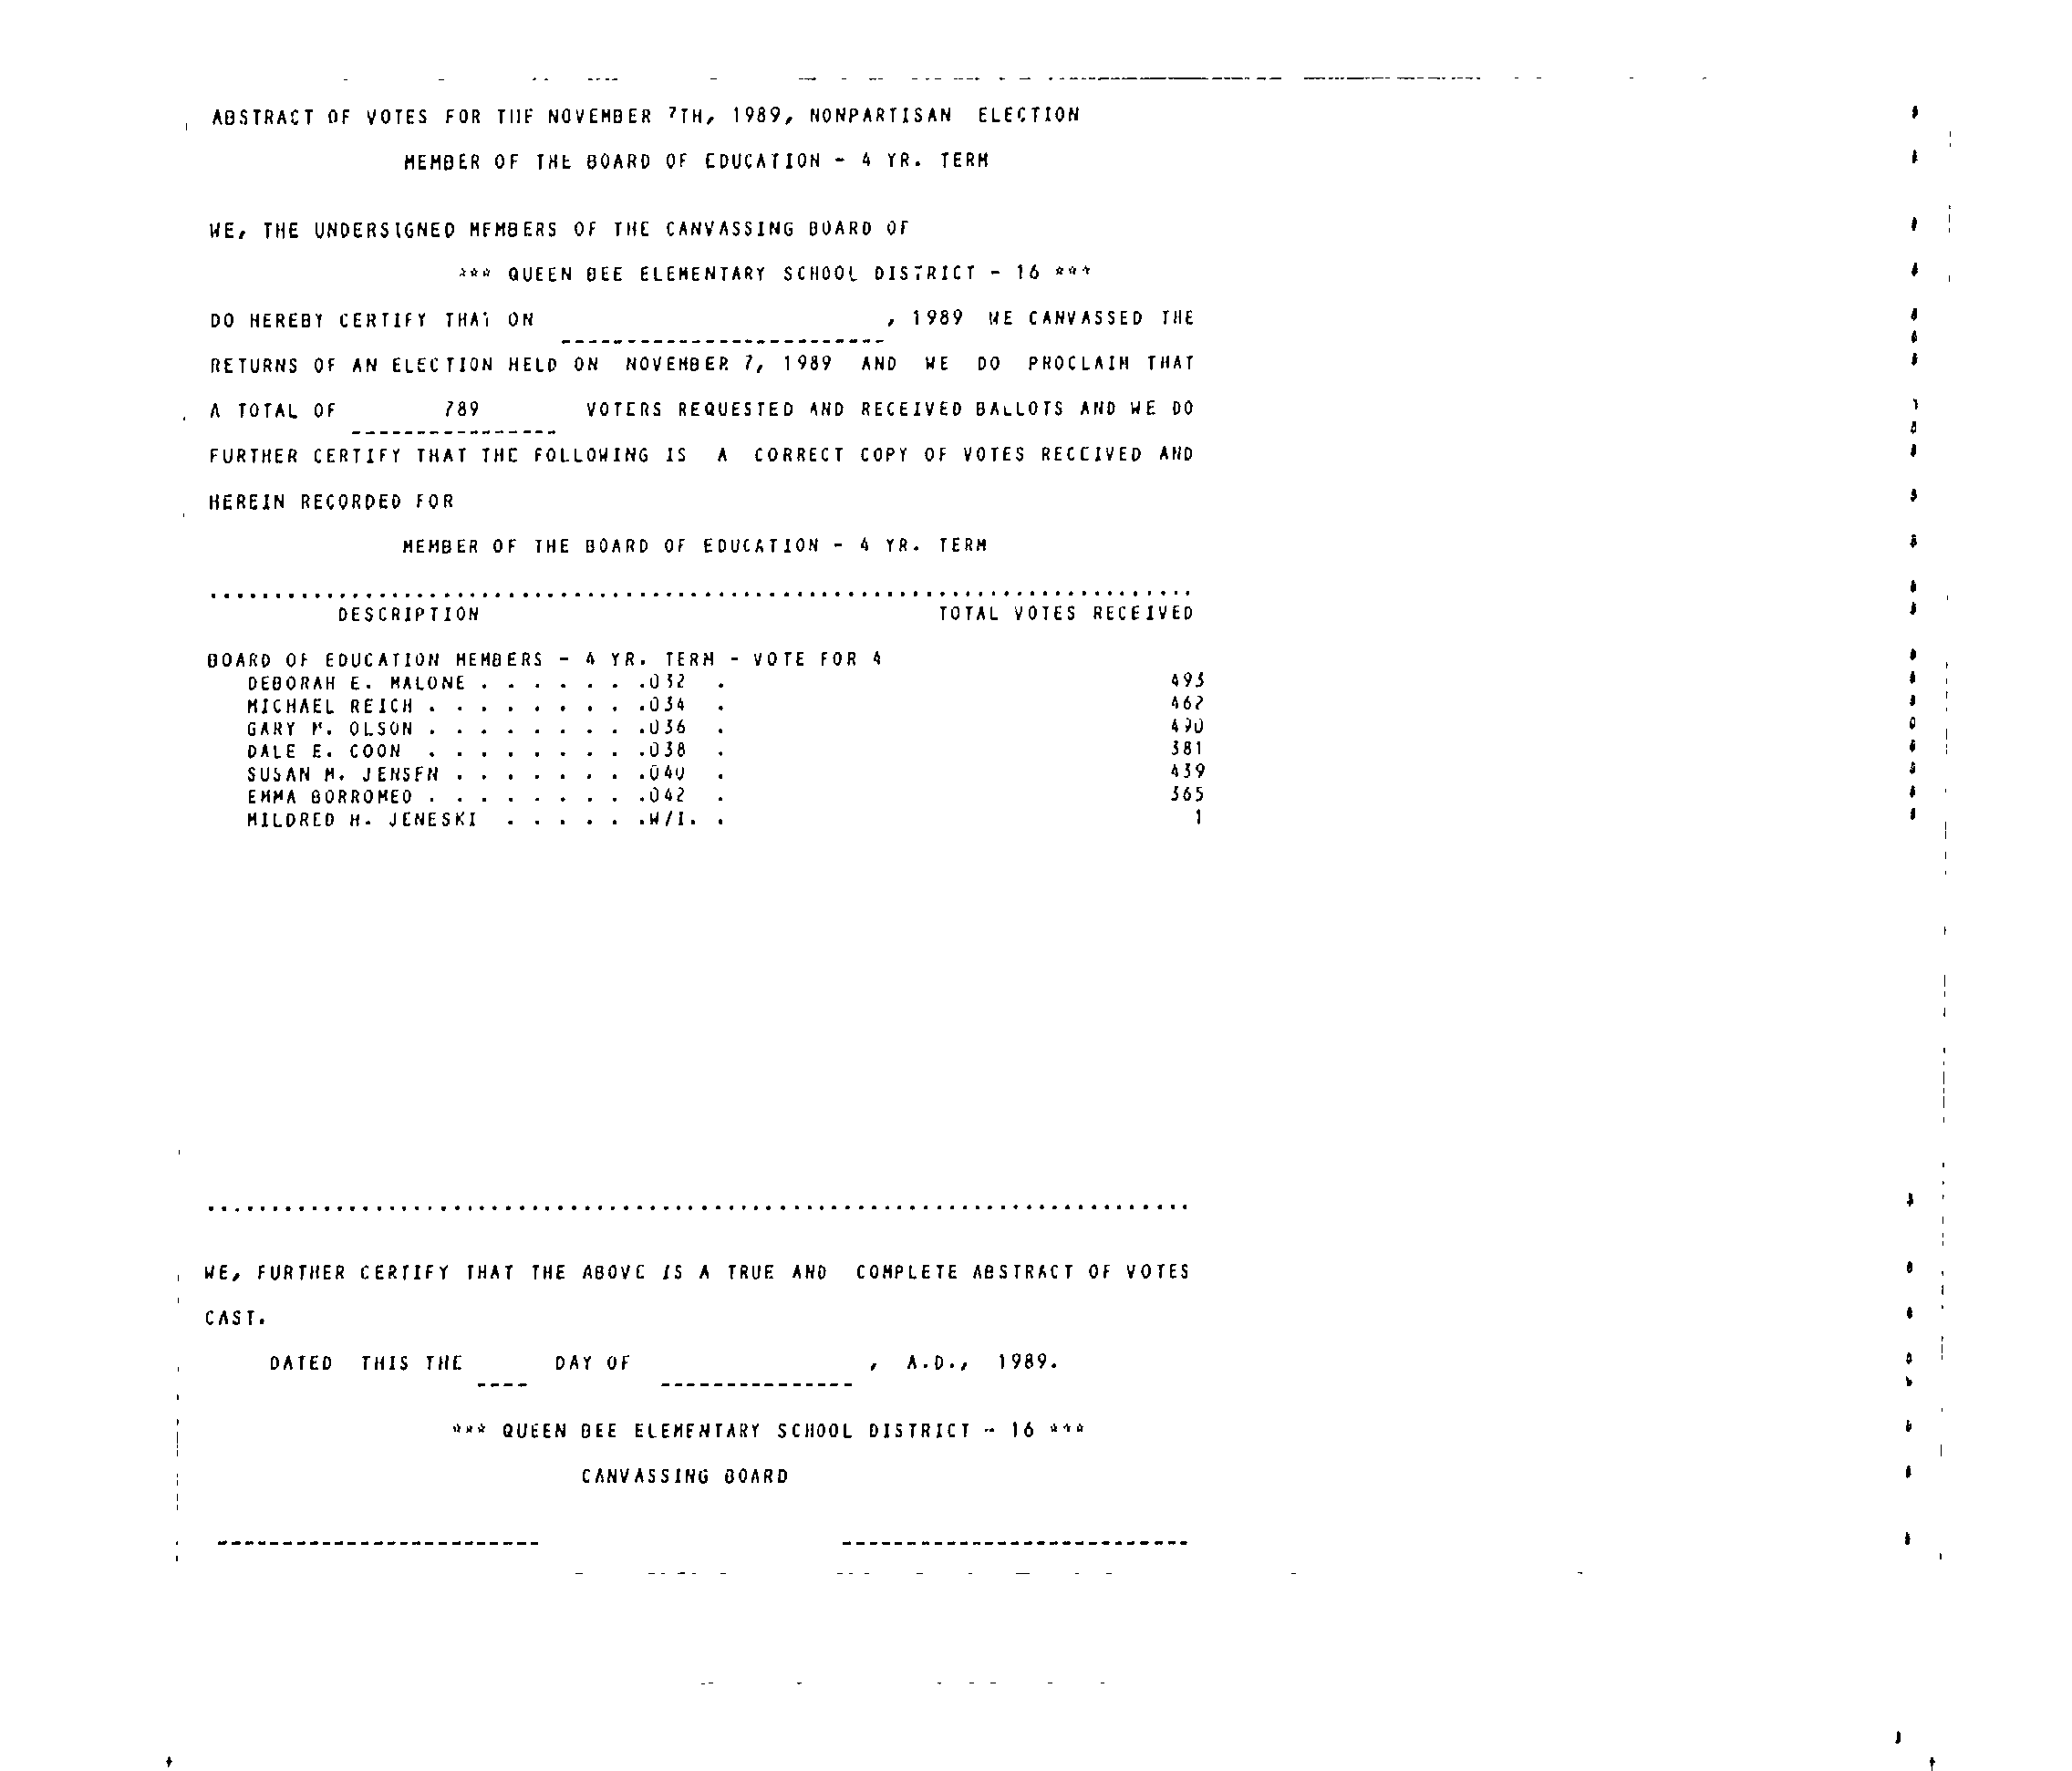 ABSTRACT OF VOTES FOR THE NOVEMBER 7TH, 1989, NONPARTISAN ELECTION
MEMBER OF THE BOARD OF EDUCATION - 4 YR. TERM
WE, THE UNDERSIGNED MEMBERS OF THE CANVASSING BOARD OF
*** QUEEN BEE ELEMENTARY SCHOOL DISTRICT - 16 ***
DO HEREBY CERTIFY THAT ON , 1989 WE CANVASSED THE
RETURNS OF AN ELECTION HELD ON NOVEMBER 7, 1989 AND WE DO PROCLAIM THAT
A TOTAL OF 789 VOTERS REQUESTED AND RECEIVED BALLOTS AND WE DO
FURTHER CERTIFY THAT THE FOLLOWING IS A CORRECT COPY OF VOTES RECEIVED AND
HEREIN RECORDED FOR
MEMBER OF THE BOARD OF EDUCATION - 4 YR. TERM
DESCRIPTION TOTAL VOTES RECEIVED
BOARD OF EDUCATION MEMBERS - 4 YR. TERM - VOTE FOR 4
DEBORAH E. MALONE . . . . . . .032 . 493
MICHAEL REICH . . . . . . . . .034 . 462
GARY M. OLSON . . . . . . . . .036 . 490
DALE E. COON . . . . . . . . .038 . 381
SUSAN M. JENSEN . . . . . . . .040 . 439
EMMA BORROMEO . . . . . . . . .042 . 365
MILDRED H. JENESKI . . . . . .W/I. . 1
WE, FURTHER CERTIFY THAT THE ABOVE IS A TRUE AND COMPLETE ABSTRACT OF VOTES
CAST.
DATED THIS THE DAY OF , A.D., 1989.
*** QUEEN BEE ELEMENTARY SCHOOL DISTRICT - 16 ***
CANVASSING BOARD